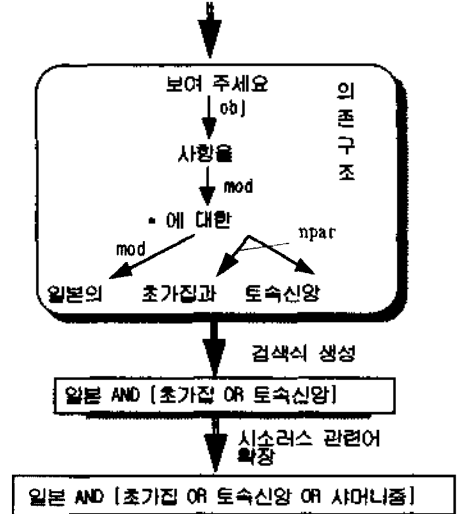 보여 주세요
의존구조
obj
사항을
mod
• 에 대한
mod
npar
일본의 초가집과 토속신앙
검색식 생성
일본 AND [초가집 OR 토속신앙]
시소러스 관련어
확장
일본 AND [초가집 OR 토속신앙 OR 샤머니즘]